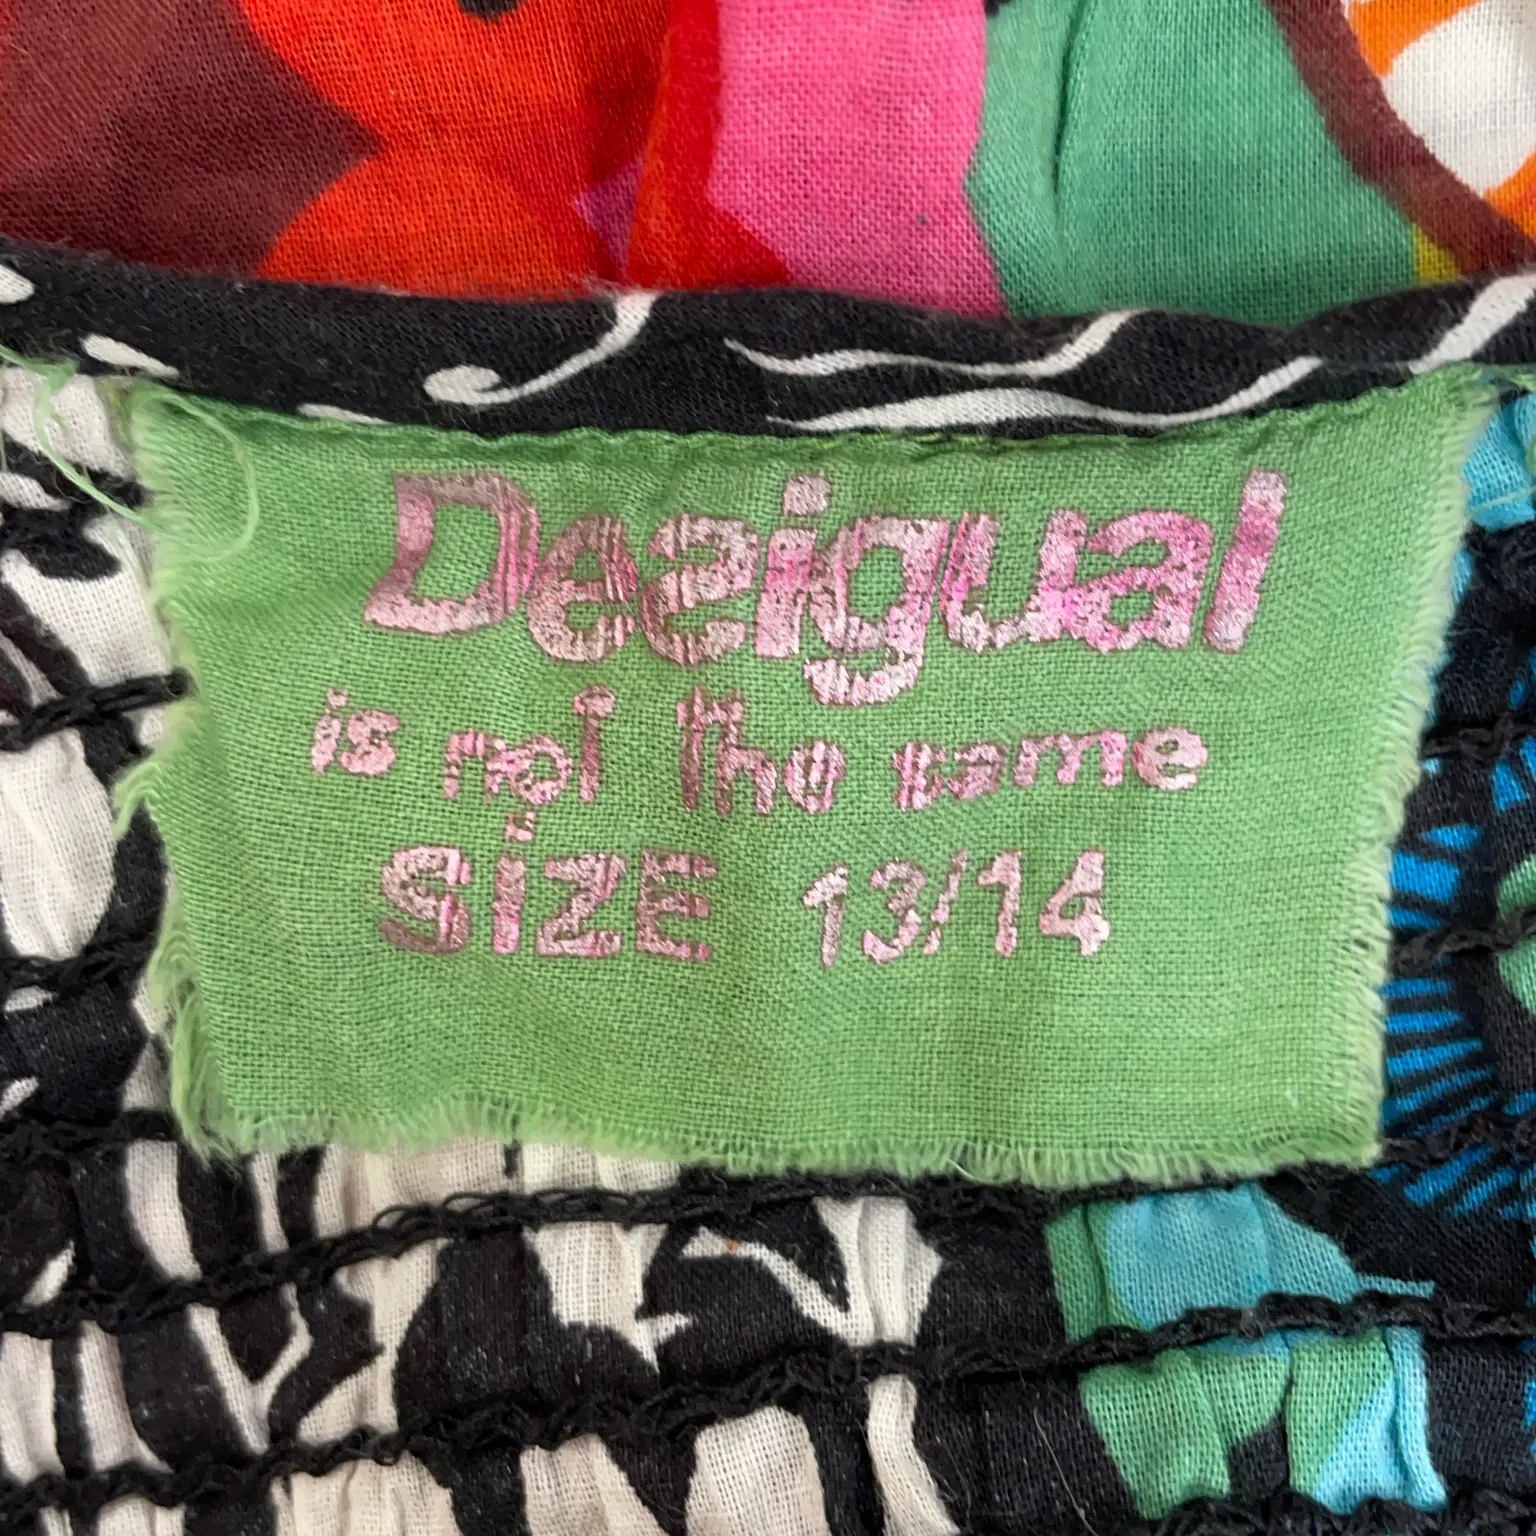 Desigual
is not the same
SiZE 13/14